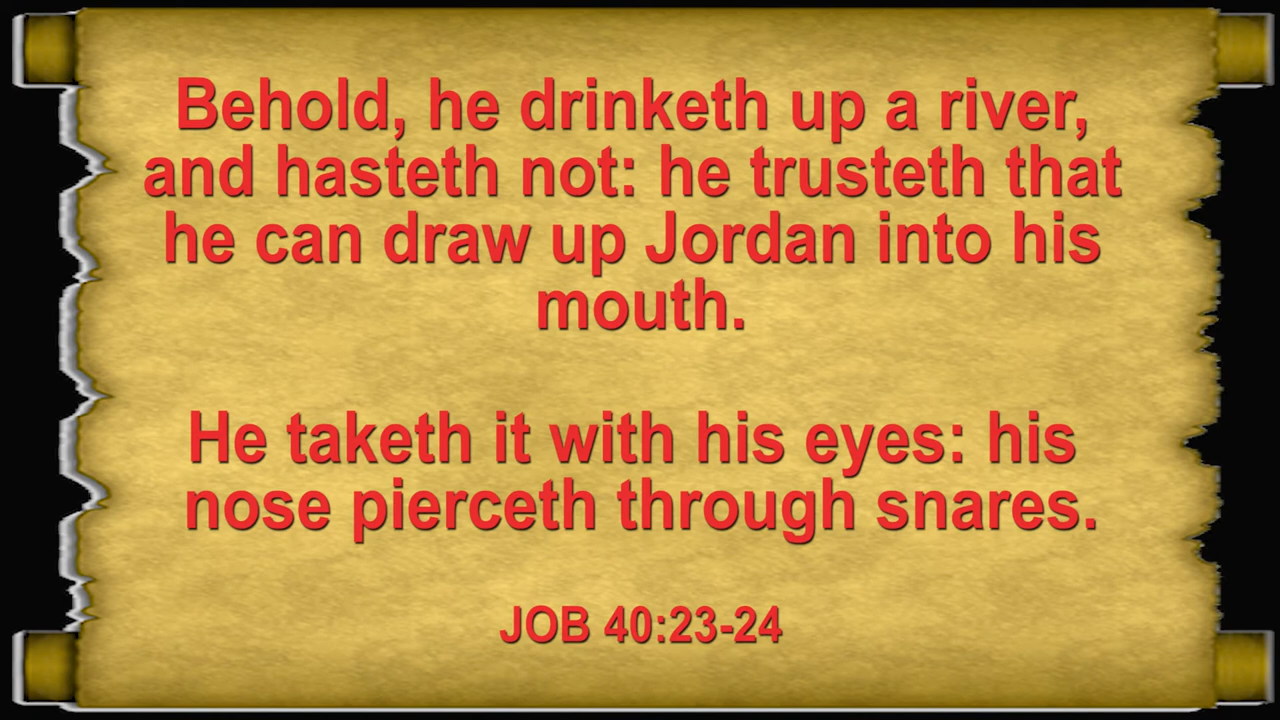 Behold, he drinketh up a river,
and hasteth not: he trusteth that
he can draw up Jordan into his
mouth.
He taketh it with his eyes: his
nose pierceth through snares.
JOB 40:23-24